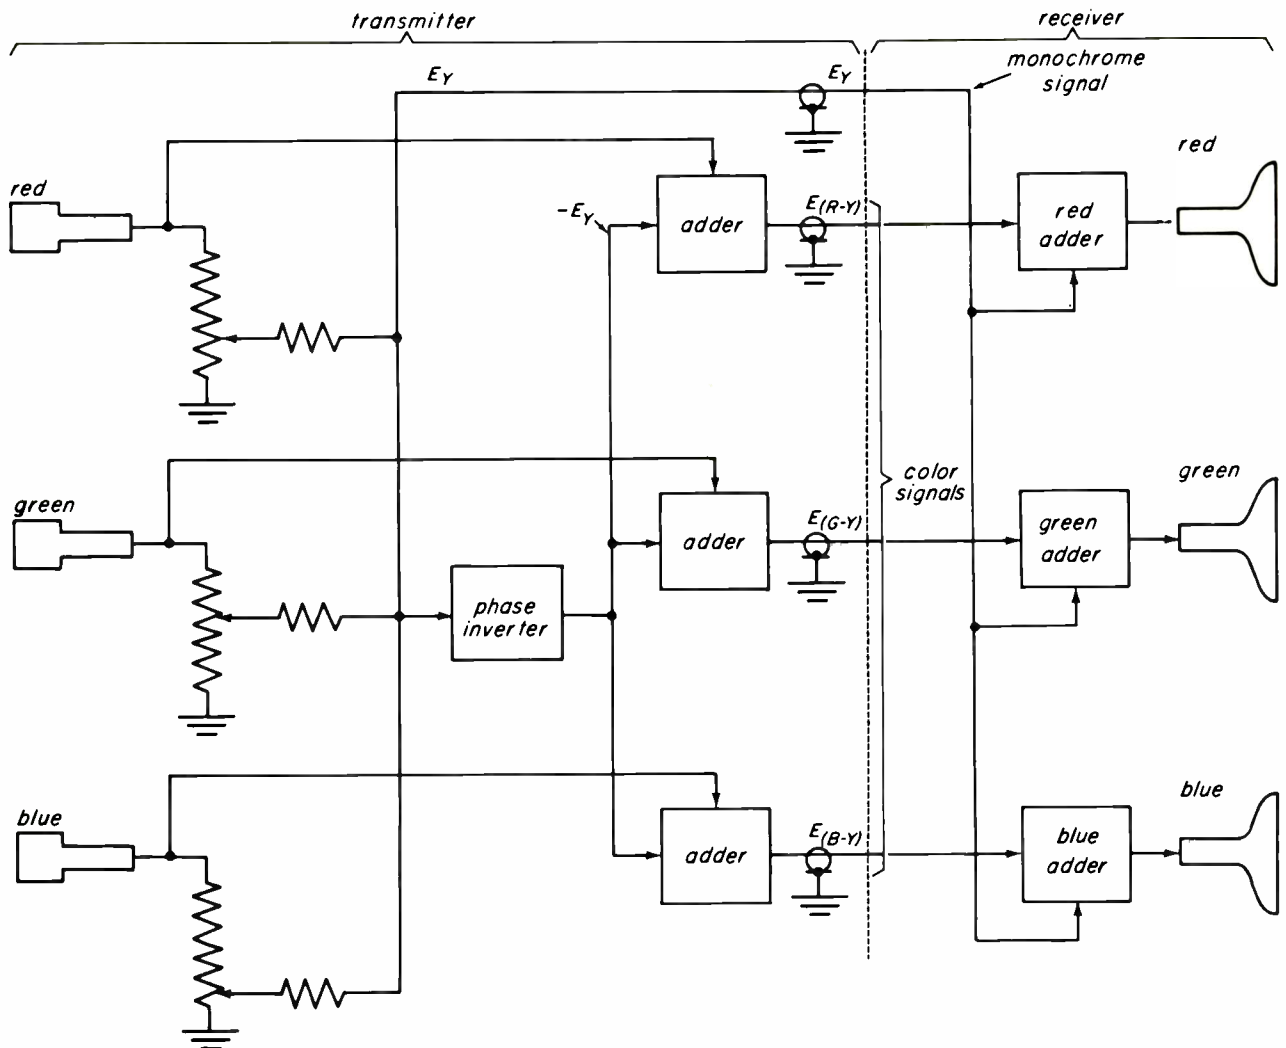 transmitter
receiver
E_Y
E_Y
monochrome
signal
red
red
-E_Y
adder
E_(R-Y)
red
adder
green
green
color
signals
adder
E_(G-Y)
green
adder
phase
inverter
blue
blue
adder
E_(B-Y)
blue
adder